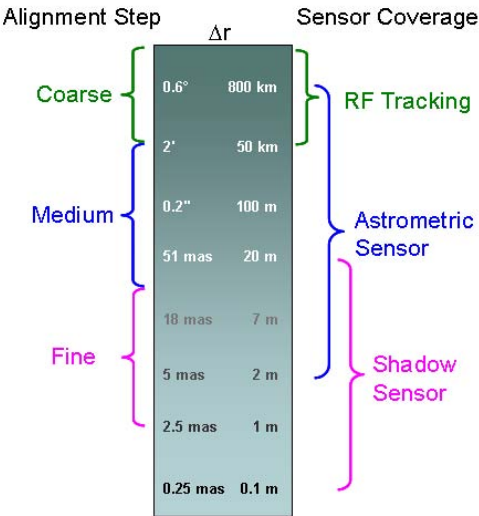 Alignment Step
Sensor Coverage
Δr
Coarse
0.6° 800 km
RF Tracking
2' 50 km
Medium
0.2" 100 m
Astrometric
Sensor
51 mas 20 m
18 mas 7 m
Fine
5 mas 2 m
Shadow
Sensor
2.5 mas 1 m
0.25 mas 0.1 m